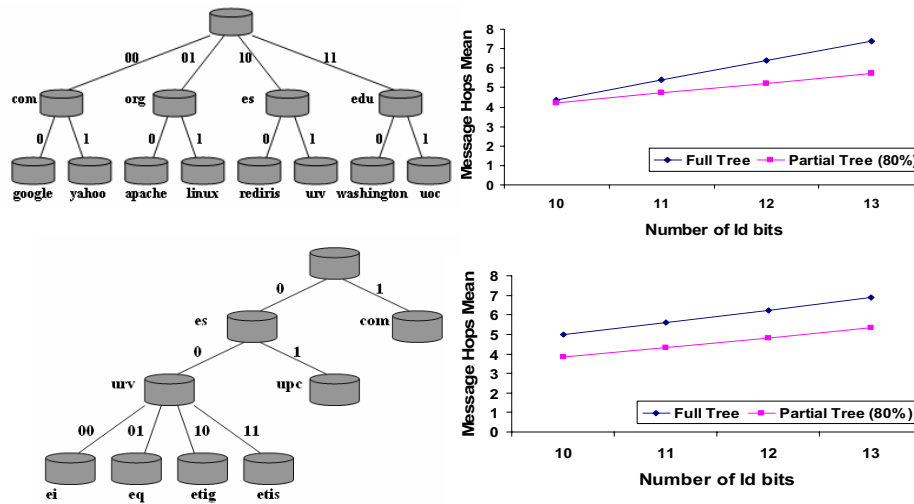 00 01 10 11
com org es edu
0 1 0 1 0 1 0 1
google yahoo apache linux rediris urv washington uoc
Message Hops Mean
8
7
6
5
4
3
2
1
0
Full Tree Partial Tree (80%)
10 11 12 13
Number of Id bits
0 1
es com
0 1
urv upc
00 01 10 11
ei eq etig etis
Message Hops Mean
8
7
6
5
4
3
2
1
0
Full Tree Partial Tree (80%)
10 11 12 13
Number of Id bits